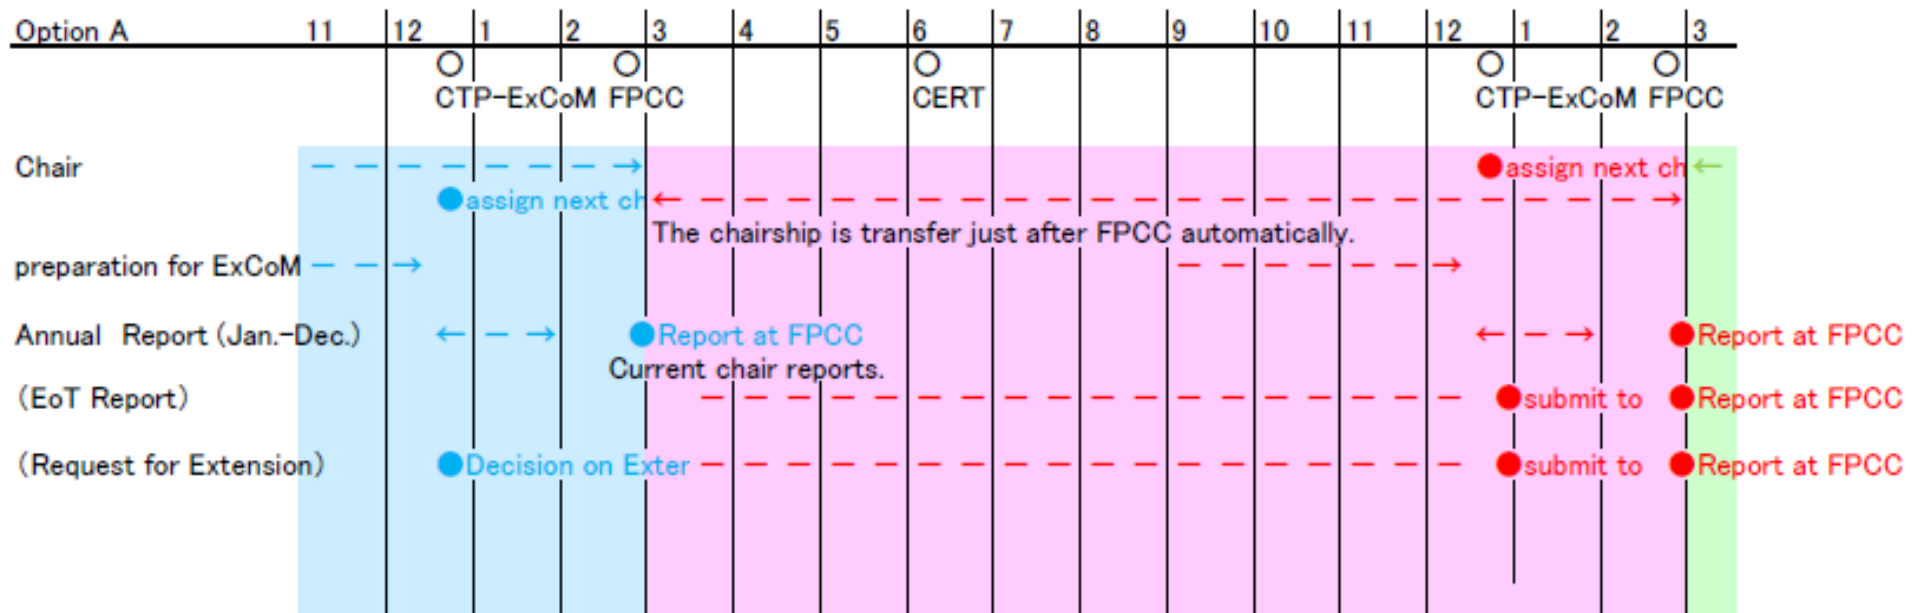 Option A 11 12 1 2 3 4 5 6 7 8 9 10 11 12 1 2 3
CTP-ExCoM FPCC CERT CTP-ExCoM FPCC
Chair assign next ch
assign next ch
The chairship is transfer just after FPCC automatically.
preparation for ExCoM
Annual Report (Jan.-Dec.) Report at FPCC Report at FPCC
Current chair reports.
(EoT Report) submit to Report at FPCC
(Request for Extension) Decision on Exter submit to Report at FPCC